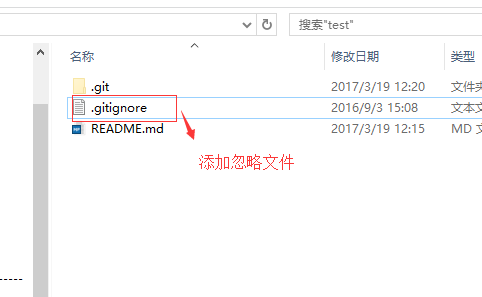 搜索"test"
名称 修改日期 类型
.git 2017/3/19 12:20 文件夹
.gitignore 2016/9/3 15:08 文本文
README.md 2017/3/19 12:15 MD 文
添加忽略文件
-----